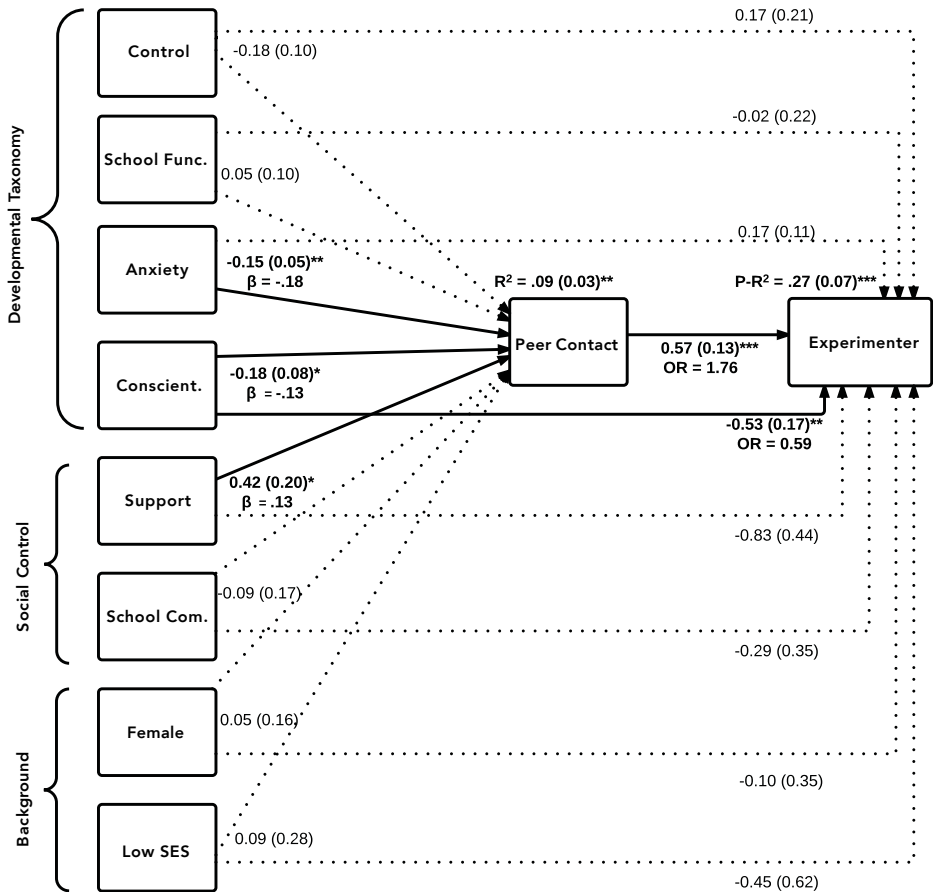 0.17 (0.21)
Control
-0.18 (0.10)
-0.02 (0.22)
Developmental Taxonomy
School Func.
0.05 (0.10)
0.17 (0.11)
Anxiety
-0.15 (0.05)**
β = -.18
R² = .09 (0.03)**
P-R² = .27 (0.07)***
Peer Contact
Experimenter
0.57 (0.13)***
OR = 1.76
Conscient.
-0.18 (0.08)*
β = -.13
-0.53 (0.17)**
OR = 0.59
Social Control
Support
0.42 (0.20)*
β = .13
-0.83 (0.44)
School Com.
-0.09 (0.17)
-0.29 (0.35)
Background
Female
0.05 (0.16)
-0.10 (0.35)
Low SES
0.09 (0.28)
-0.45 (0.62)